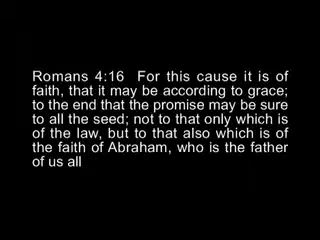 Romans 4:16  For this cause it is of
faith, that it may be according to grace;
to the end that the promise may be sure
to all the seed; not to that only which is
of the law, but to that also which is of
the faith of Abraham, who is the father
of us all